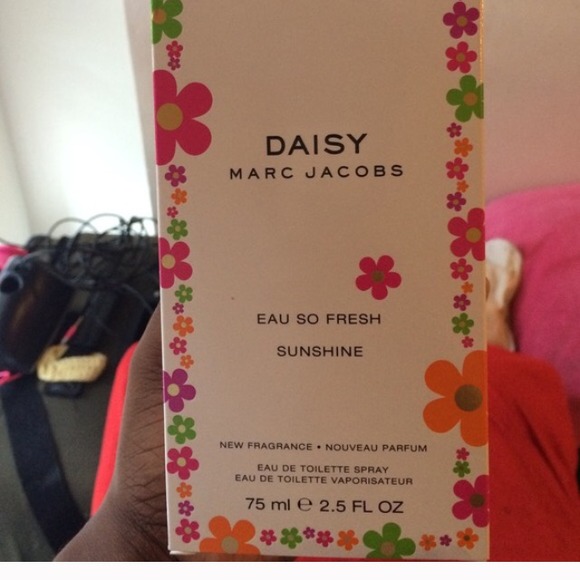 DAISY
MARC JACOBS
EAU SO FRESH
SUNSHINE
NEW FRAGRANCE • NOUVEAU PARFUM
EAU DE TOILETTE SPRAY
EAU DE TOILETTE VAPORISATEUR
75 ml ℮ 2.5 FL OZ